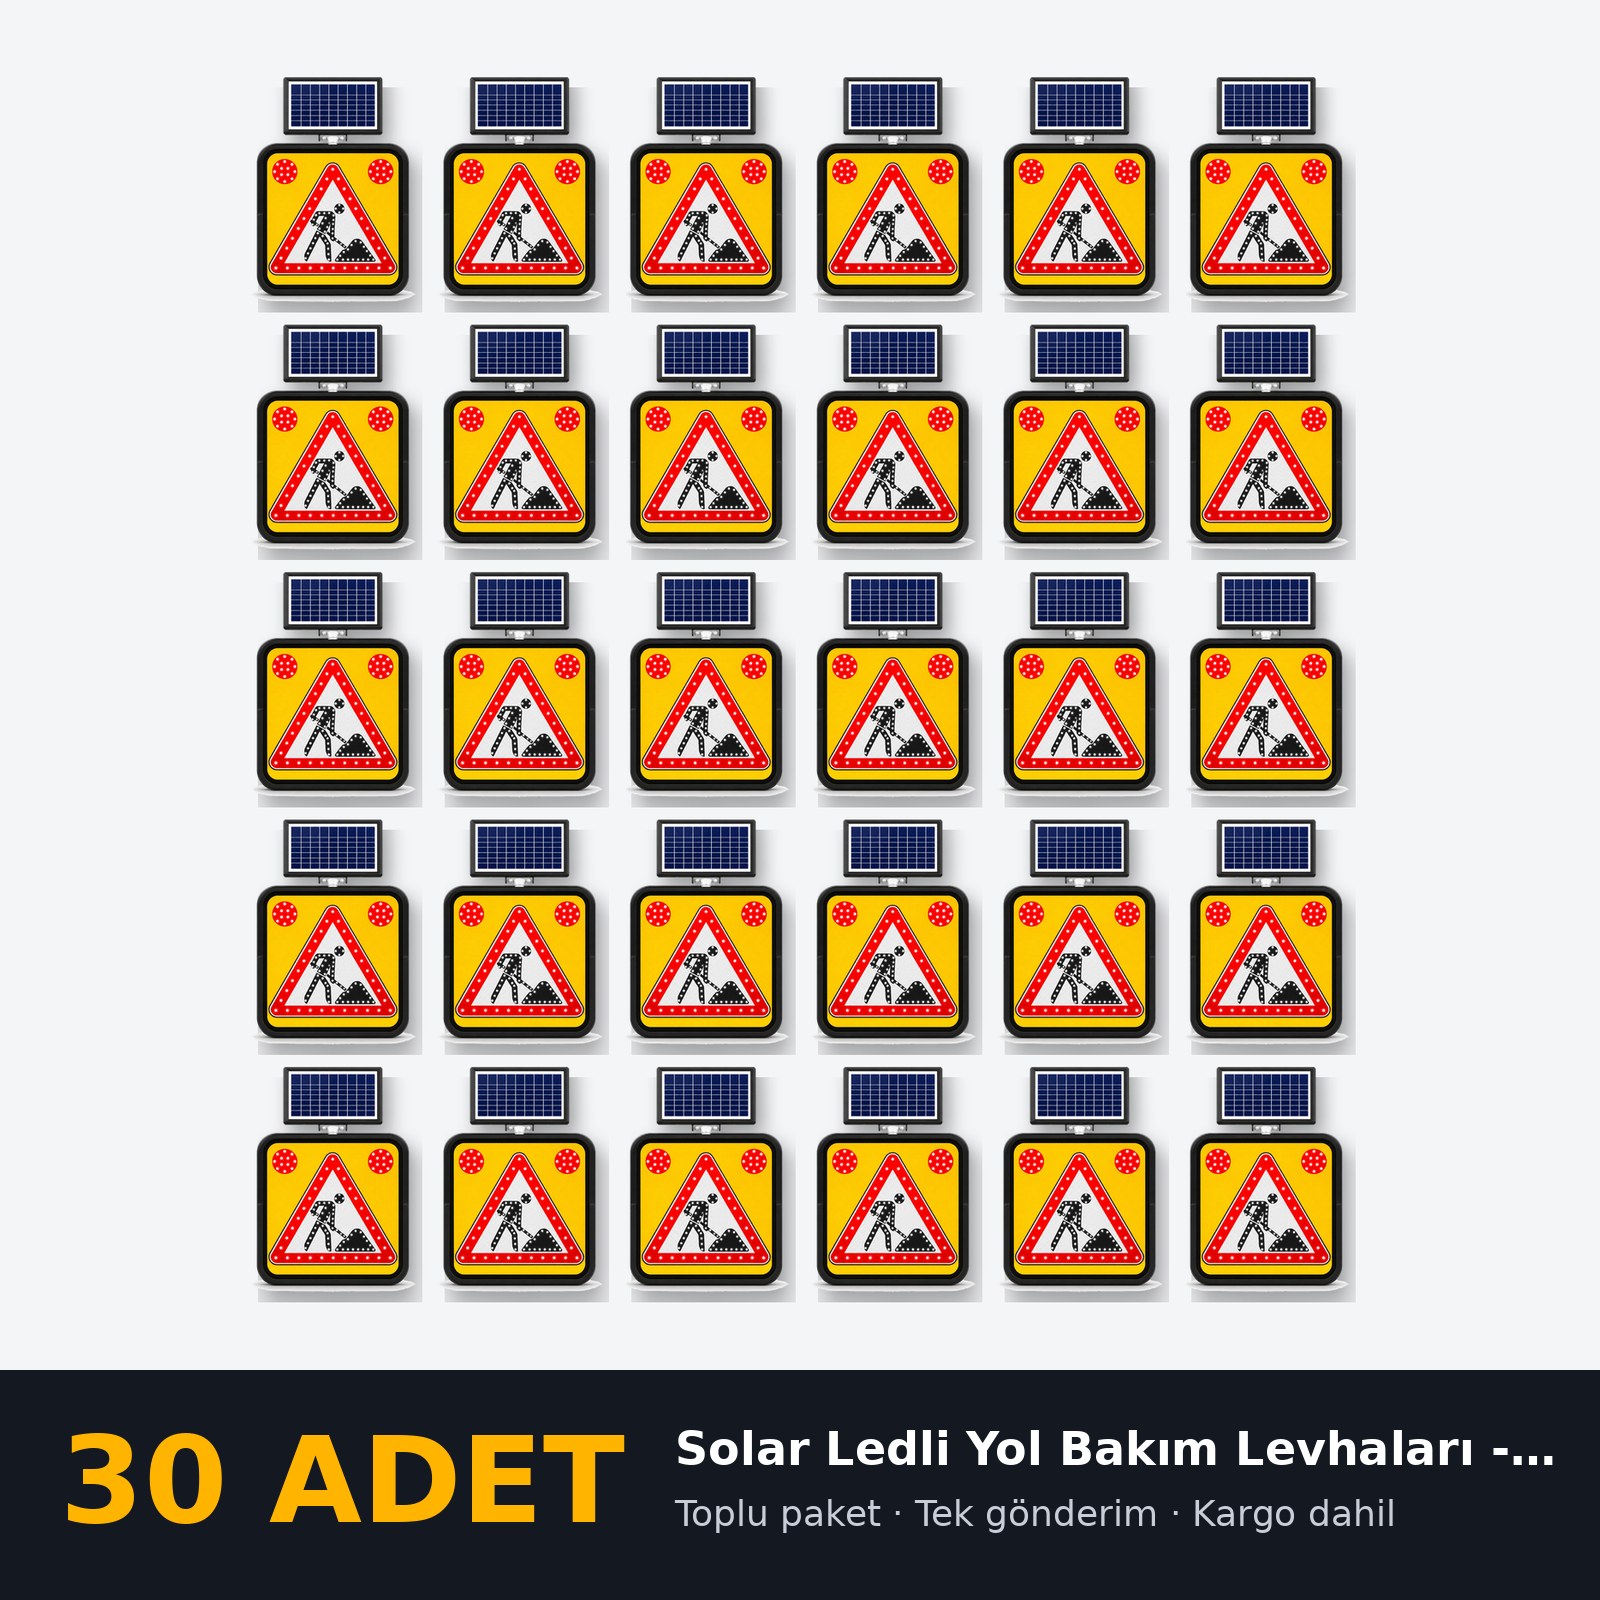 30 ADET
Solar Ledli Yol Bakım Levhaları -...
Toplu paket · Tek gönderim · Kargo dahil